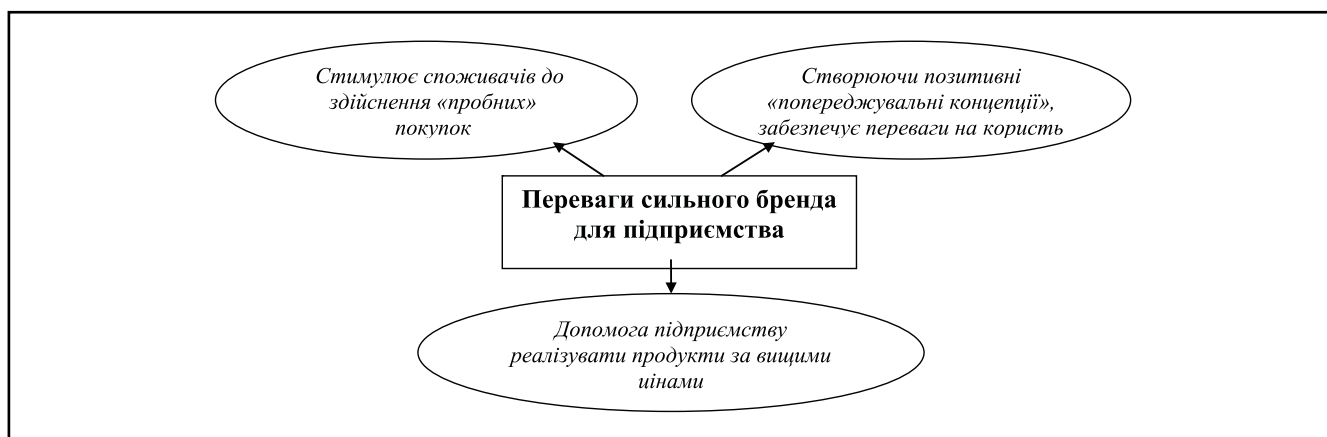 Стимулює споживачів до
здійснення «пробних»
покупок
Створюючи позитивні
«попереджувальні концепції»,
забезпечує переваги на користь
Переваги сильного бренда
для підприємства
Допомога підприємству
реалізувати продукти за вищими
цінами